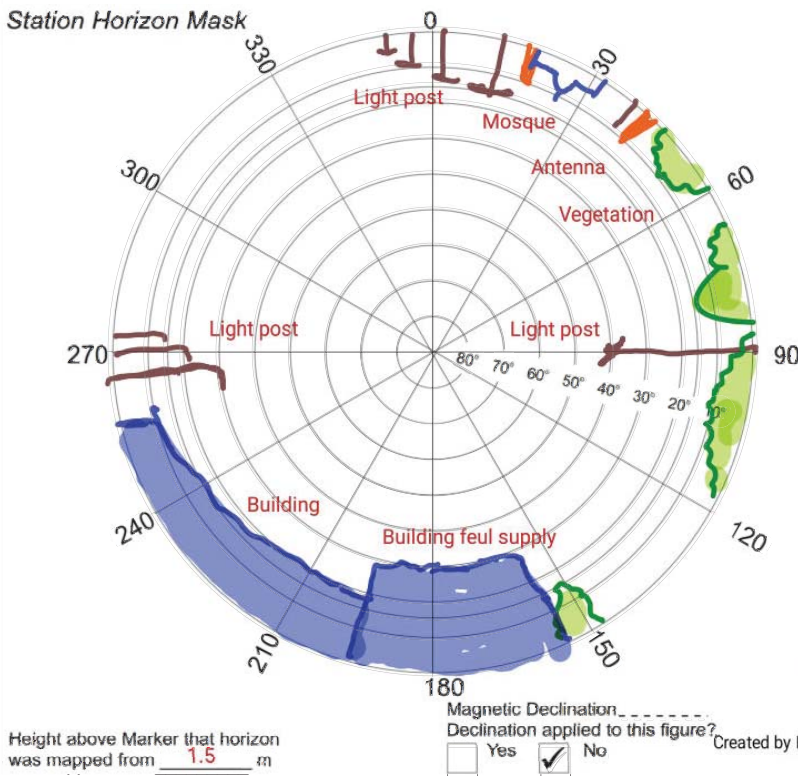 Station Horizon Mask
0
330
30
Light post
Mosque
Antenna
300
60
Vegetation
Light post
Light post
270
90
80°
70°
60°
50°
40°
30°
20°
10°
Building
240
Building feul supply
120
210
150
180
Magnetic Declination
Declination applied to this figure?
Yes
No
Created by
Height above Marker that horizon
was mapped from 1.5 m